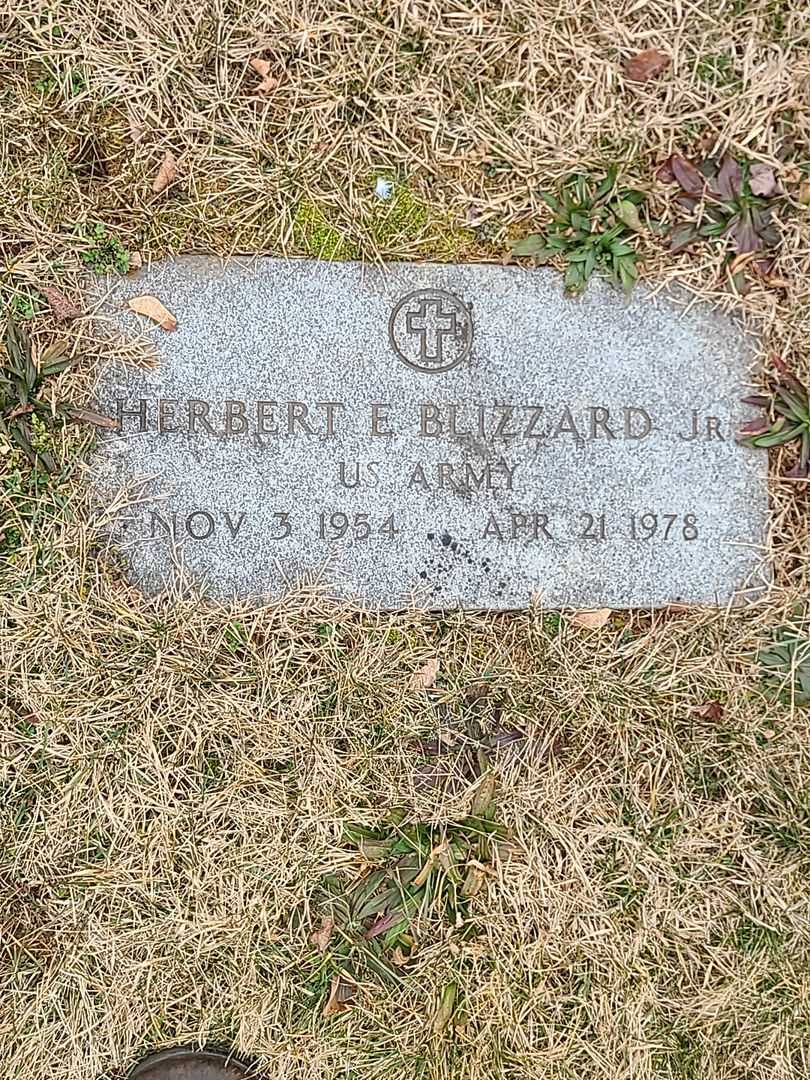 HERBERT E BLIZZARD JR
US ARMY
NOV 3 1954 APR 21 1978